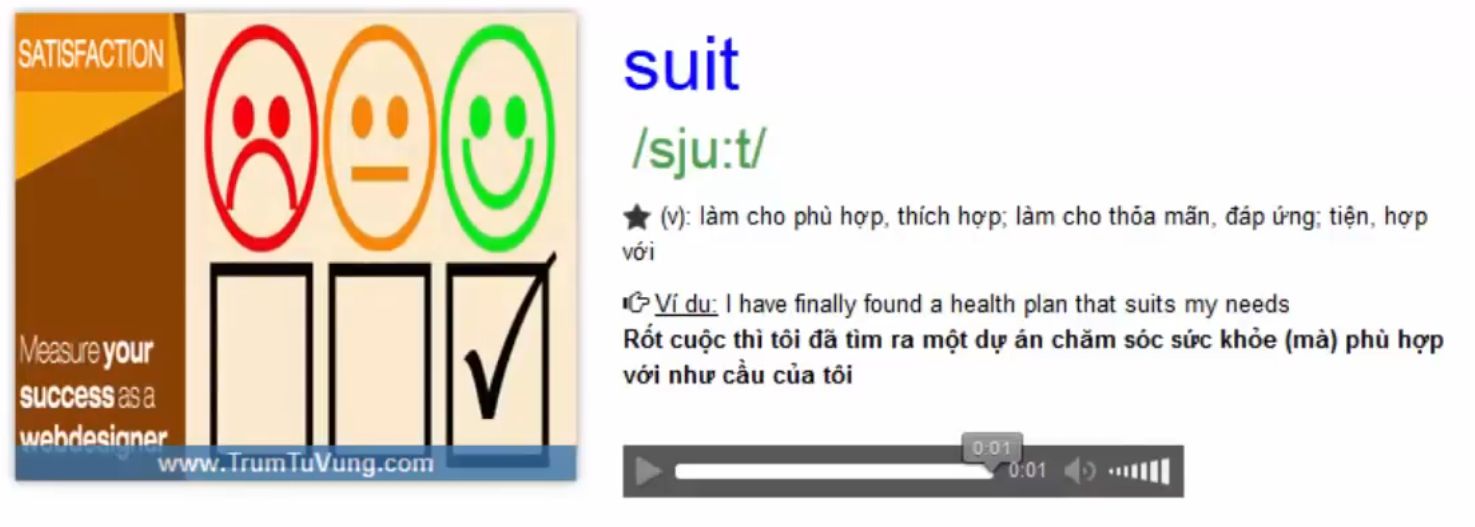 SATISFACTION
Measure your
success as a
webdesigner
www.TrumTuVung.com
suit
/sju:t/
★ (v): làm cho phù hợp, thích hợp; làm cho thỏa mãn, đáp ứng; tiện, hợp
với
Ví dụ: I have finally found a health plan that suits my needs
Rốt cuộc thì tôi đã tìm ra một dự án chăm sóc sức khỏe (mà) phù hợp
với như cầu của tôi
0:01
0:01